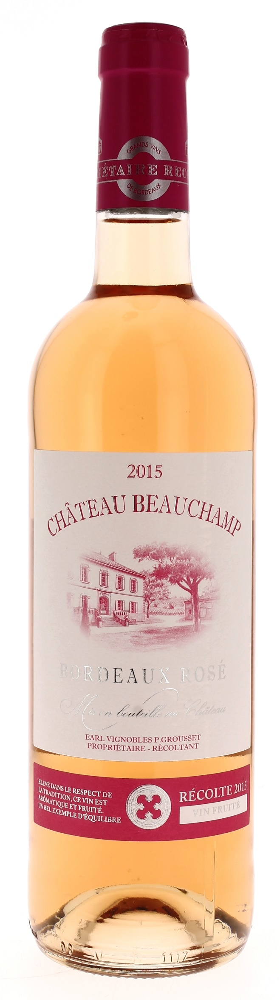 GRANDS VINS
IÉTAIRE REC
DE BORDEAUX
2015
CHÂTEAU BEAUCHAMP
BORDEAUX ROSÉ
Mis en bouteille au Château
EARL VIGNOBLES P.GROUSSET
PROPRIÉTAIRE - RÉCOLTANT
ELEVÉ DANS LE RESPECT DE
LA TRADITION, CE VIN EST
ARÔMATIQUE ET FRUITÉ.
UN BEL EXEMPLE D'ÉQUILIBRE
RÉCOLTE 2015
VIN FRUITÉ